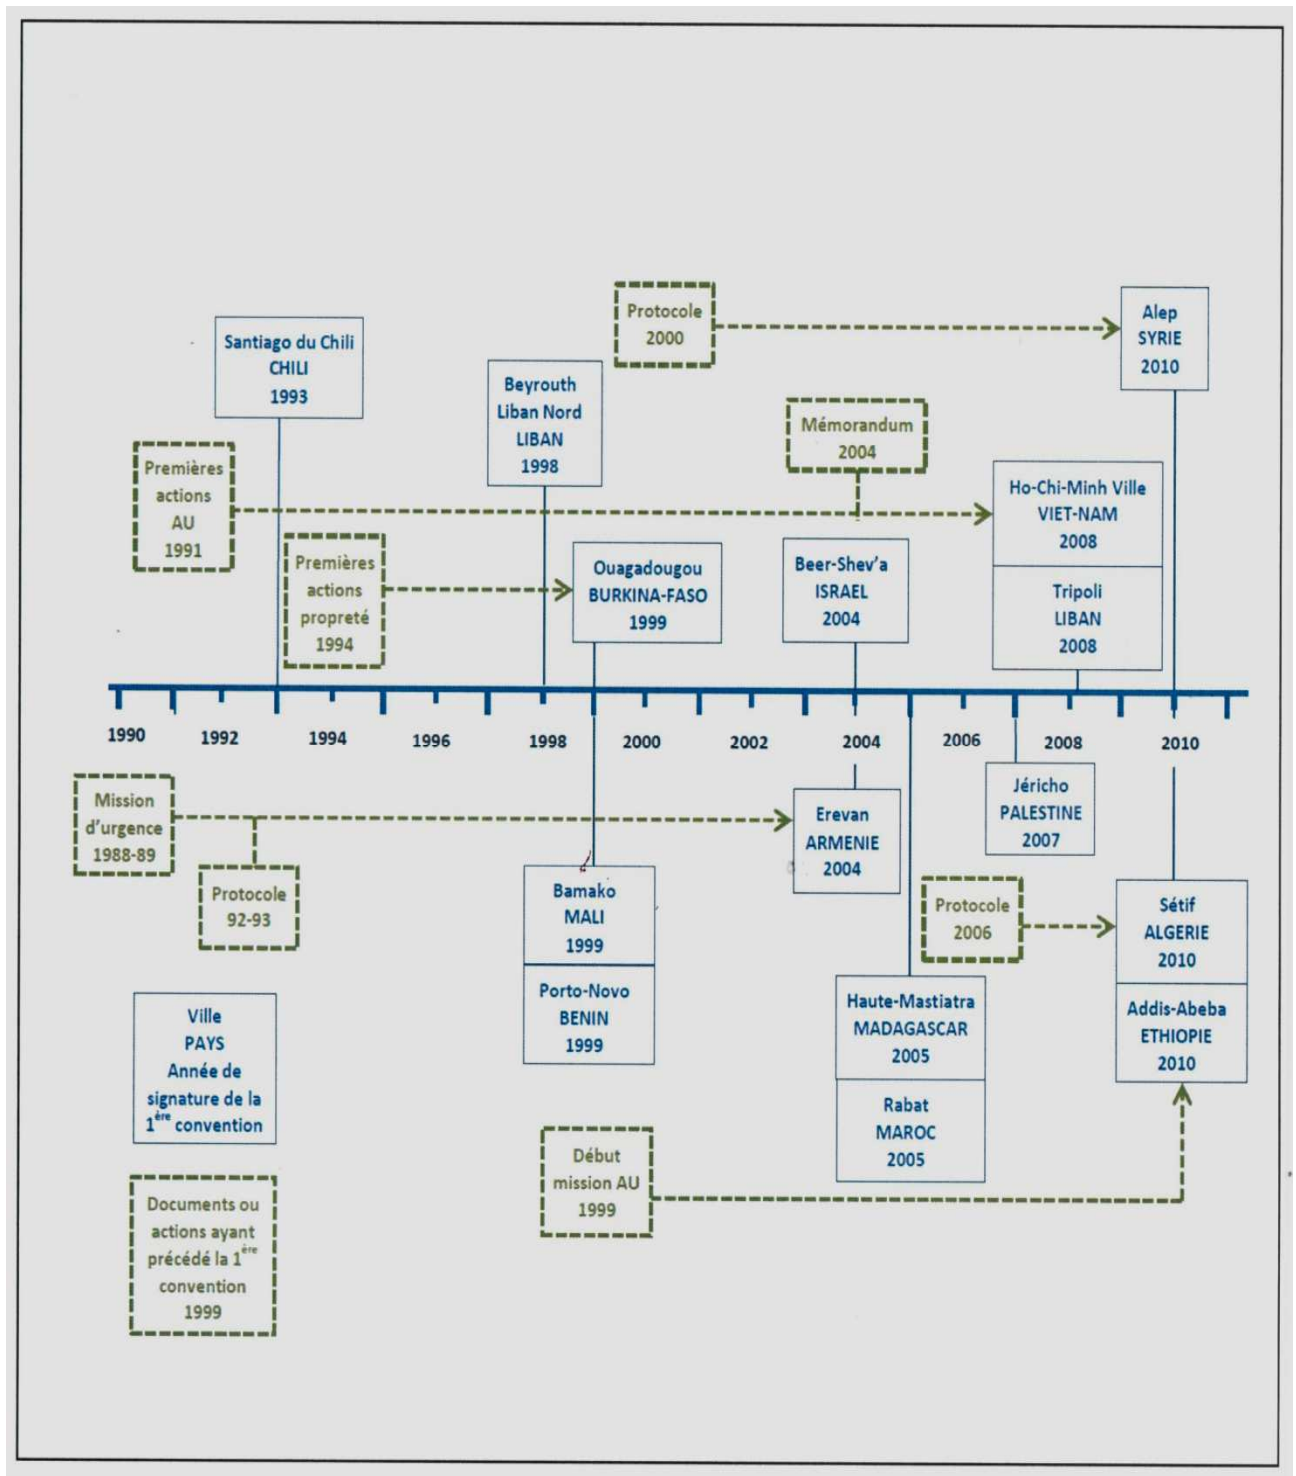 Protocole
2000
Alep
SYRIE
2010
Santiago du Chili
CHILI
1993
Beyrouth
Liban Nord
LIBAN
1998
Mémorandum
2004
Premières
actions
AU
1991
Ho-Chi-Minh Ville
VIET-NAM
2008
Premières
actions
propreté
1994
Ouagadougou
BURKINA-FASO
1999
Beer-Shev’a
ISRAEL
2004
Tripoli
LIBAN
2008
1990 1992 1994 1996 1998 2000 2002 2004 2006 2008 2010
Mission
d’urgence
1988-89
Protocole
92-93
Erevan
ARMENIE
2004
Jéricho
PALESTINE
2007
Bamako
MALI
1999
Porto-Novo
BENIN
1999
Protocole
2006
Sétif
ALGERIE
2010
Addis-Abeba
ETHIOPIE
2010
Haute-Mastiatra
MADAGASCAR
2005
Rabat
MAROC
2005
Ville
PAYS
Année de
signature de la
1ère convention
Début
mission AU
1999
Documents ou
actions ayant
précédé la 1ère
convention
1999